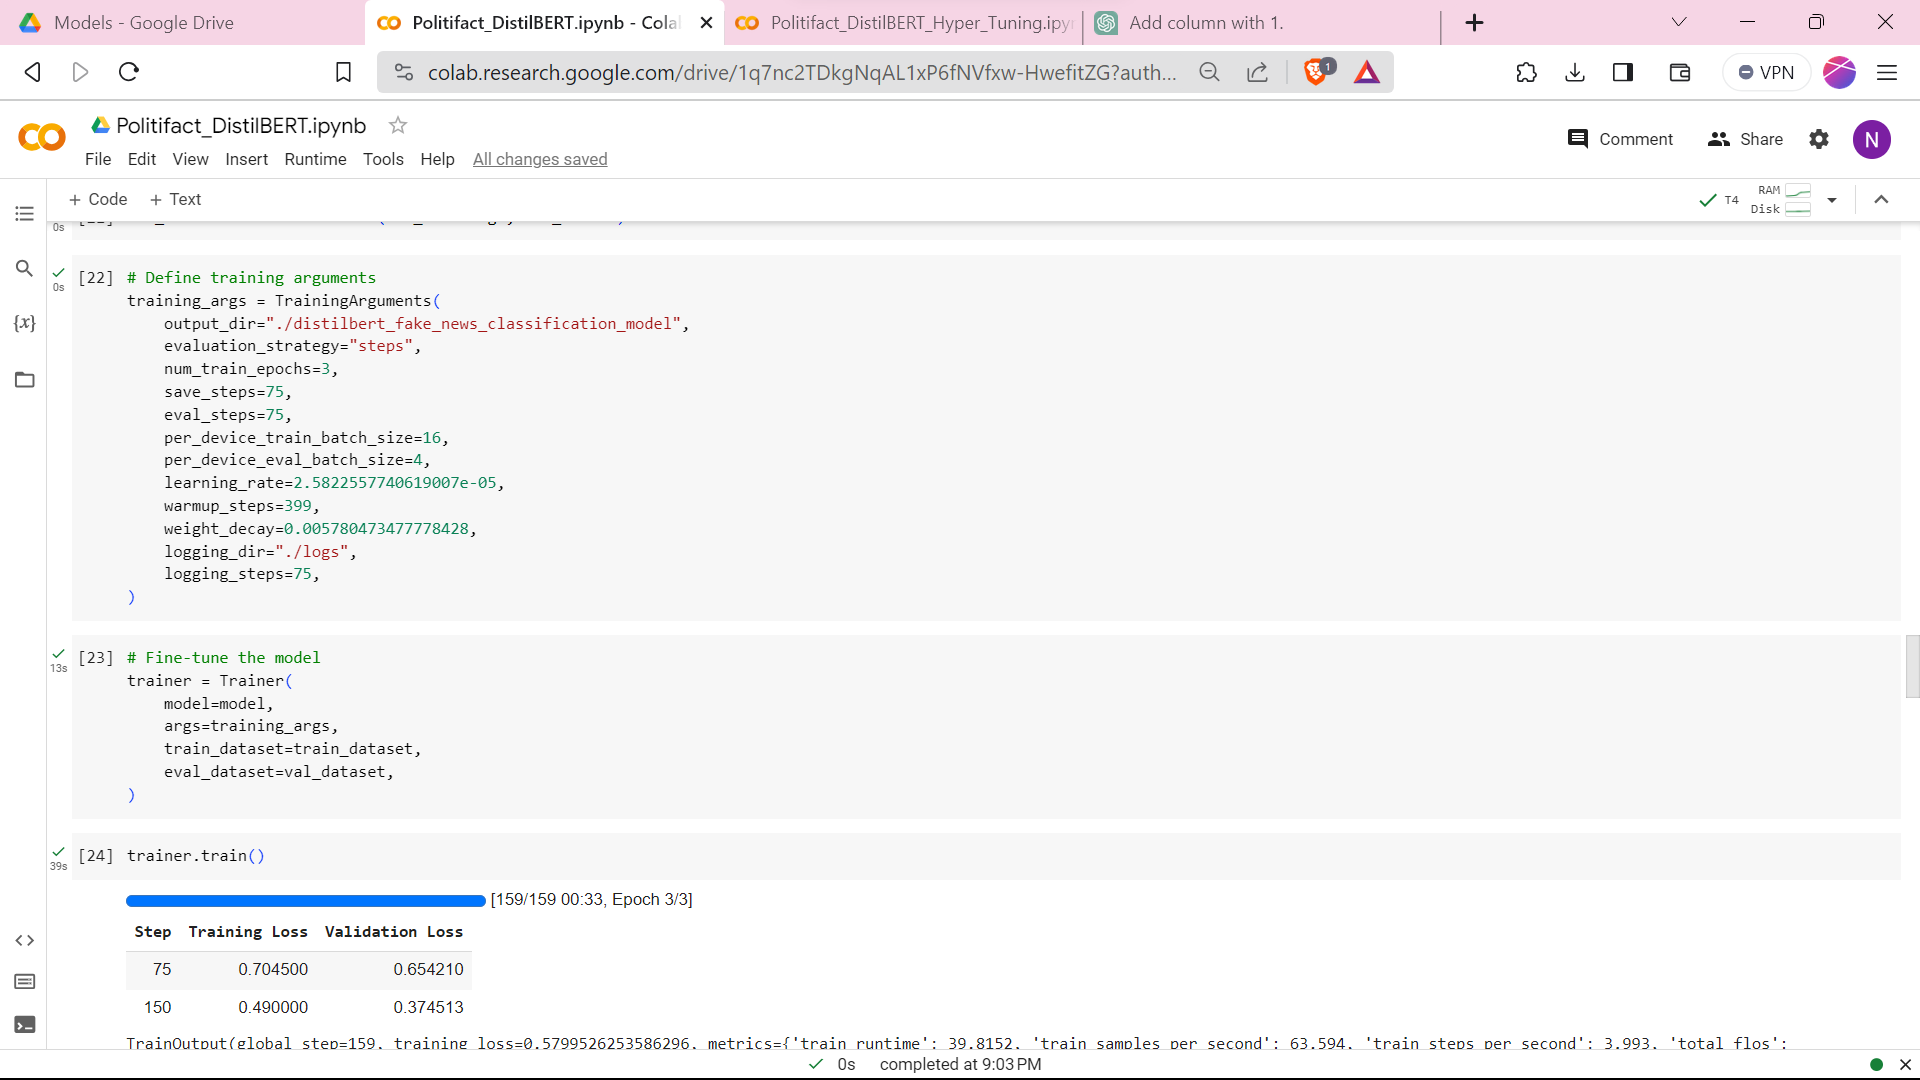 Models - Google Drive
Politifact_DistilBERT.ipynb - Cola
Politifact_DistilBERT_Hyper_Tuning.ipy
Add column with 1.
colab.research.google.com/drive/1q7nc2TDkgNqAL1xP6fNVfxw-HwefitZG?auth...
1
VPN
Politifact_DistilBERT.ipynb
Comment
Share
N
File Edit View Insert Runtime Tools Help All changes saved
+ Code + Text
T4
RAM
Disk
0s
0s
[22] # Define training arguments
training_args = TrainingArguments(
output_dir="./distilbert_fake_news_classification_model",
evaluation_strategy="steps",
num_train_epochs=3,
save_steps=75,
eval_steps=75,
per_device_train_batch_size=16,
per_device_eval_batch_size=4,
learning_rate=2.5822557740619007e-05,
warmup_steps=399,
weight_decay=0.005780473477778428,
logging_dir="./logs",
logging_steps=75,
)
13s
[23] # Fine-tune the model
trainer = Trainer(
model=model,
args=training_args,
train_dataset=train_dataset,
eval_dataset=val_dataset,
)
39s
[24] trainer.train()
[159/159 00:33, Epoch 3/3]
Step Training Loss Validation Loss
75 0.704500 0.654210
150 0.490000 0.374513
TrainOutput(global_step=159, training_loss=0.5799526253586296, metrics={'train_runtime': 39.8152, 'train_samples_per_second': 63.594, 'train_steps_per_second': 3.993, 'total_flos':
0s completed at 9:03 PM